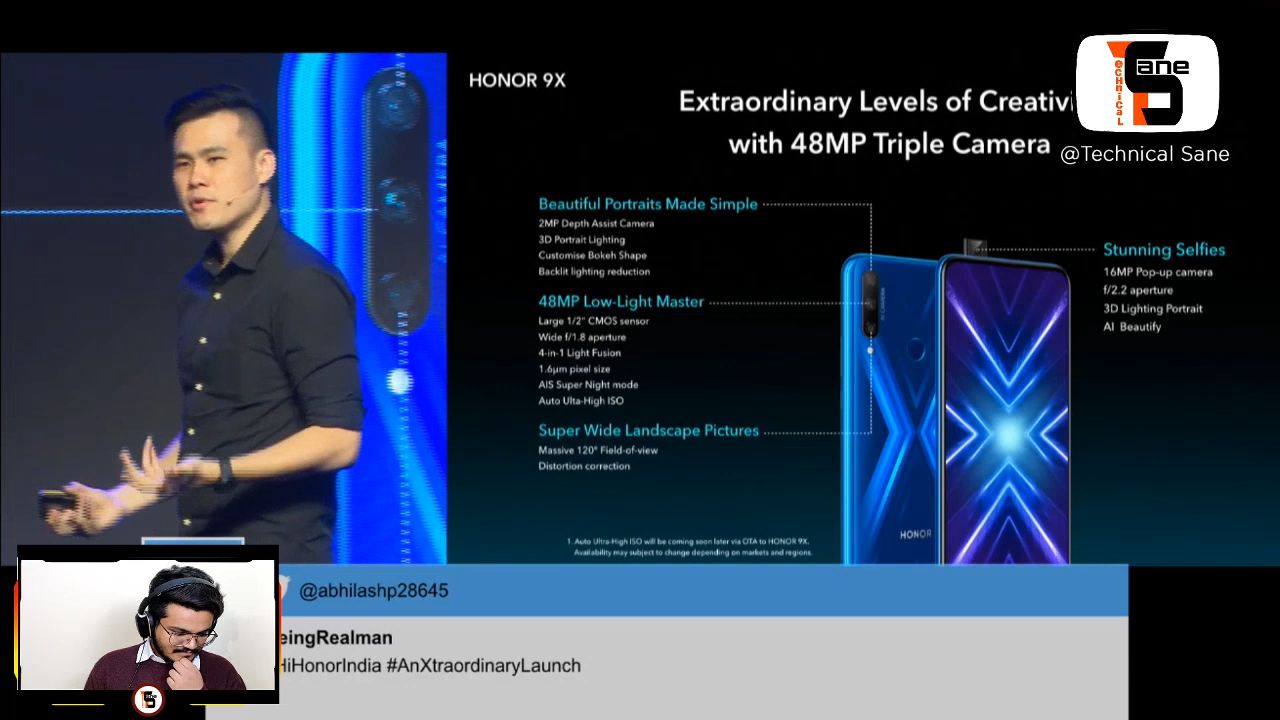 HONOR 9X
Extraordinary Levels of Creativi
with 48MP Triple Camera
Technical
Sane
@Technical Sane
Beautiful Portraits Made Simple
2MP Depth Assist Camera
3D Portrait Lighting
Customise Bokeh Shape
Backlit lighting reduction
48MP Low-Light Master
Large 1/2" CMOS sensor
Wide f/1.8 aperture
4-in-1 Light Fusion
1.6μm pixel size
AIS Super Night mode
Auto Ulta-High ISO
Super Wide Landscape Pictures
Massive 120° Field-of-view
Distortion correction
Stunning Selfies
16MP Pop-up camera
f/2.2 aperture
3D Lighting Portrait
AI Beautify
HONOR
1. Auto Ultra-High ISO will be coming soon later via OTA to HONOR 9X.
Availability may subject to change depending on markets and regions.
@abhilashp28645
eingRealman
HiHonorIndia #AnXtraordinaryLaunch